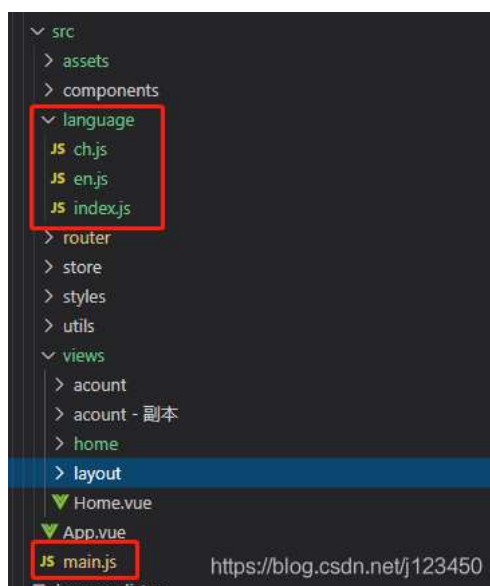 src
assets
components
language
JS ch.js
JS en.js
JS index.js
router
store
styles
utils
views
acount
acount - 副本
home
layout
Home.vue
App.vue
JS main.js
https://blog.csdn.net/j123450